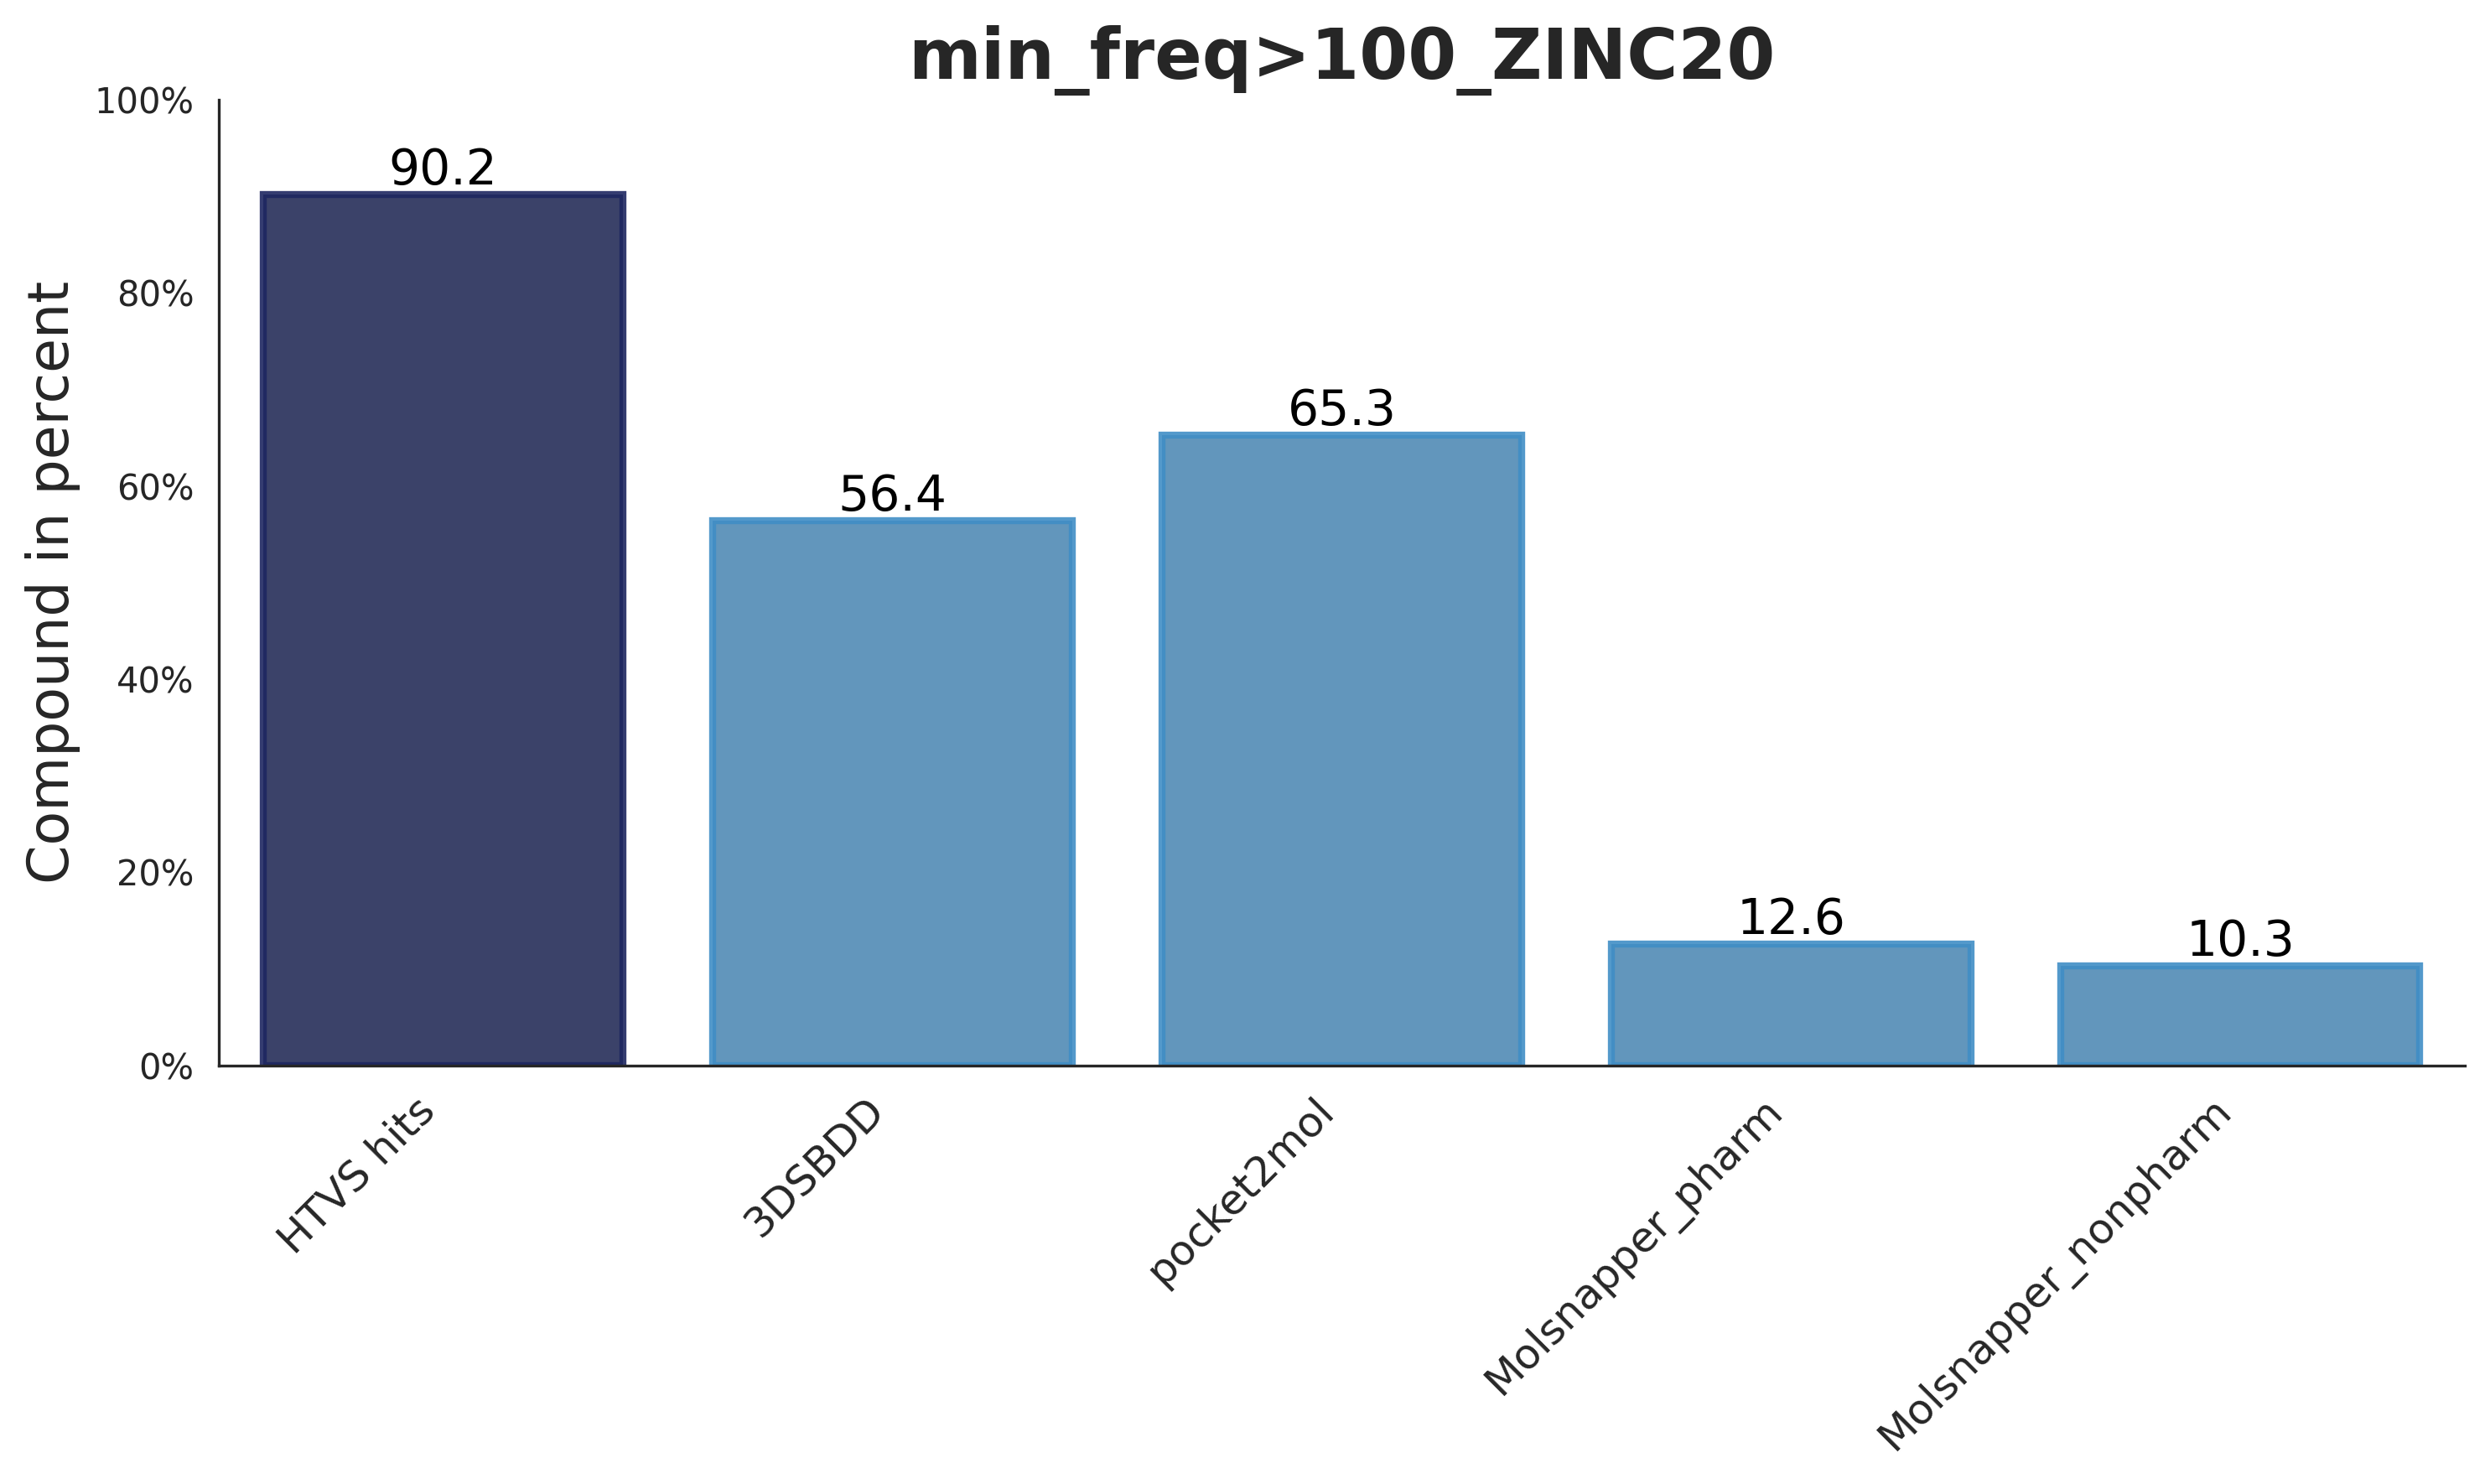 min_freq>100_ZINC20
Compound in percent
100%
80%
60%
40%
20%
0%
90.2
56.4
65.3
12.6
10.3
HTVS hits
3DSBDD
pocket2mol
Molsnapper_pharm
Molsnapper_nonpharm